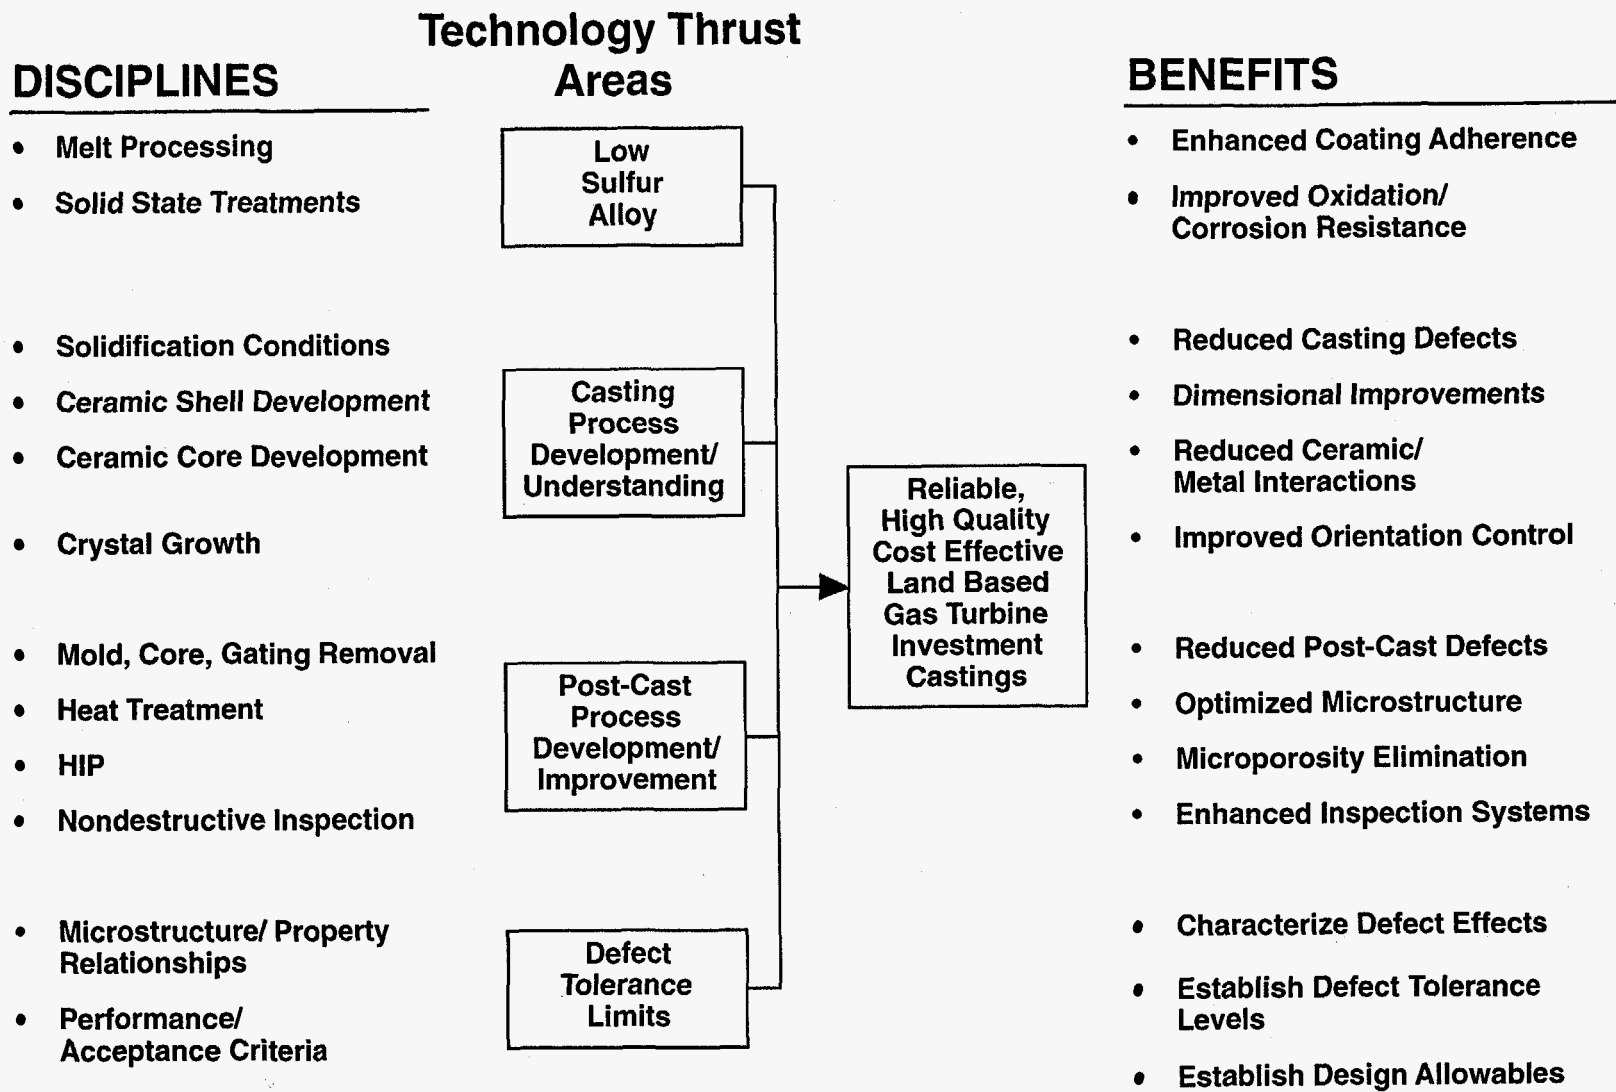 Technology Thrust
Areas
DISCIPLINES
• Melt Processing
• Solid State Treatments
• Solidification Conditions
• Ceramic Shell Development
• Ceramic Core Development
• Crystal Growth
• Mold, Core, Gating Removal
• Heat Treatment
• HIP
• Nondestructive Inspection
• Microstructure/ Property
Relationships
• Performance/
Acceptance Criteria
Low
Sulfur
Alloy
Casting
Process
Development/
Understanding
Post-Cast
Process
Development/
Improvement
Defect
Tolerance
Limits
Reliable,
High Quality
Cost Effective
Land Based
Gas Turbine
Investment
Castings
BENEFITS
• Enhanced Coating Adherence
• Improved Oxidation/
Corrosion Resistance
• Reduced Casting Defects
• Dimensional Improvements
• Reduced Ceramic/
Metal Interactions
• Improved Orientation Control
• Reduced Post-Cast Defects
• Optimized Microstructure
• Microporosity Elimination
• Enhanced Inspection Systems
• Characterize Defect Effects
• Establish Defect Tolerance
Levels
• Establish Design Allowables